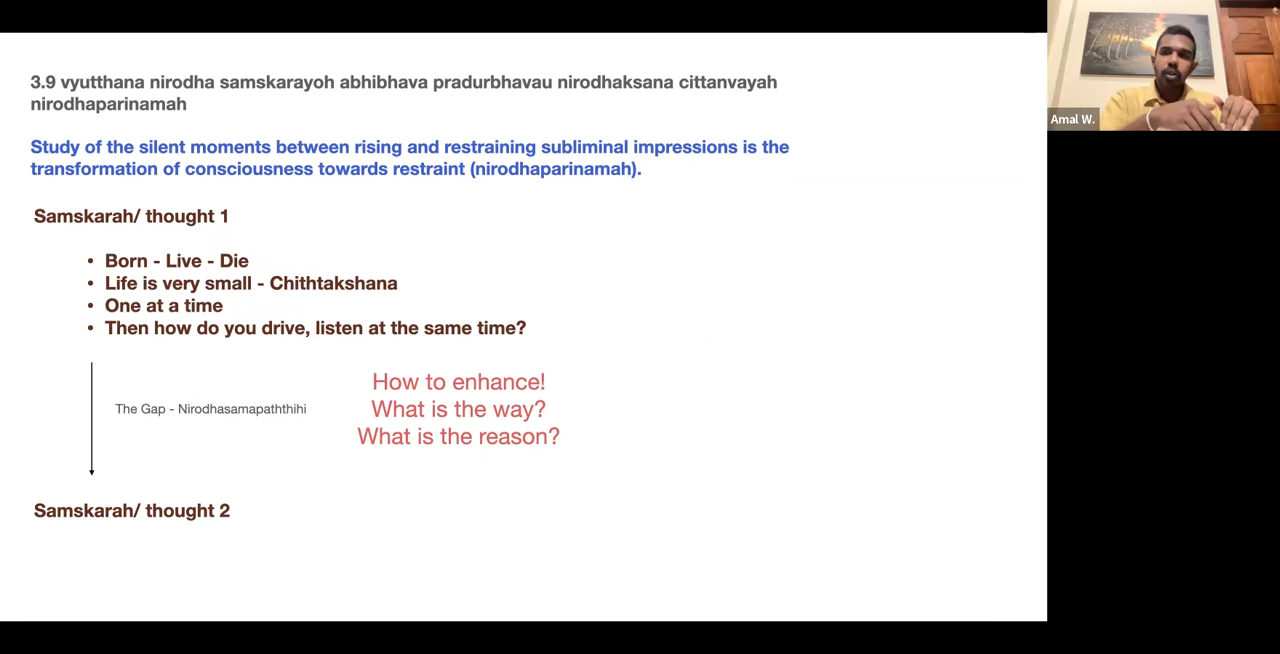 3.9 vyutthana nirodha samskarayoh abhibhava pradurbhavau nirodhaksana cittanvayah
nirodhaparinamah
Study of the silent moments between rising and restraining subliminal impressions is the
transformation of consciousness towards restraint (nirodhaparinamah).
Samskarah/ thought 1
• Born - Live - Die
• Life is very small - Chithtakshana
• One at a time
• Then how do you drive, listen at the same time?
The Gap - Nirodhasamapaththihi
How to enhance!
What is the way?
What is the reason?
Samskarah/ thought 2
Amal W.